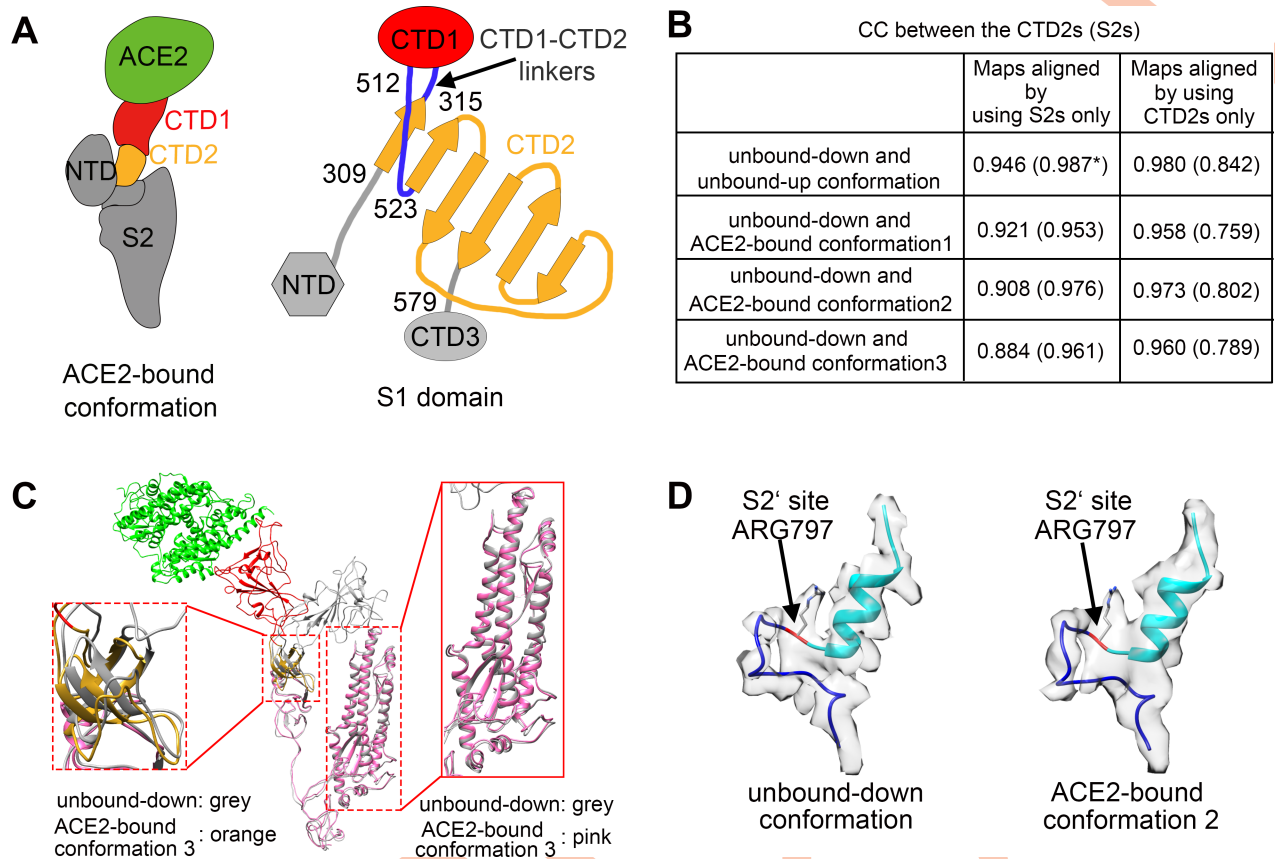 A
ACE2
CTD1
CTD2
NTD
S2
ACE2-bound
conformation
CTD1
CTD1-CTD2
linkers
512
315
CTD2
309
523
NTD
579
CTD3
S1 domain
B
CC between the CTD2s (S2s)
Maps aligned
by
using S2s only
Maps aligned
by using
CTD2s only
unbound-down and
unbound-up conformation
0.946 (0.987*)
0.980 (0.842)
unbound-down and
ACE2-bound conformation1
0.921 (0.953)
0.958 (0.759)
unbound-down and
ACE2-bound conformation2
0.908 (0.976)
0.973 (0.802)
unbound-down and
ACE2-bound conformation3
0.884 (0.961)
0.960 (0.789)
C
unbound-down: grey
ACE2-bound
conformation 3 : orange
unbound-down: grey
ACE2-bound
conformation 3 : pink
D
S2‘ site
ARG797
unbound-down
conformation
S2‘ site
ARG797
ACE2-bound
conformation 2